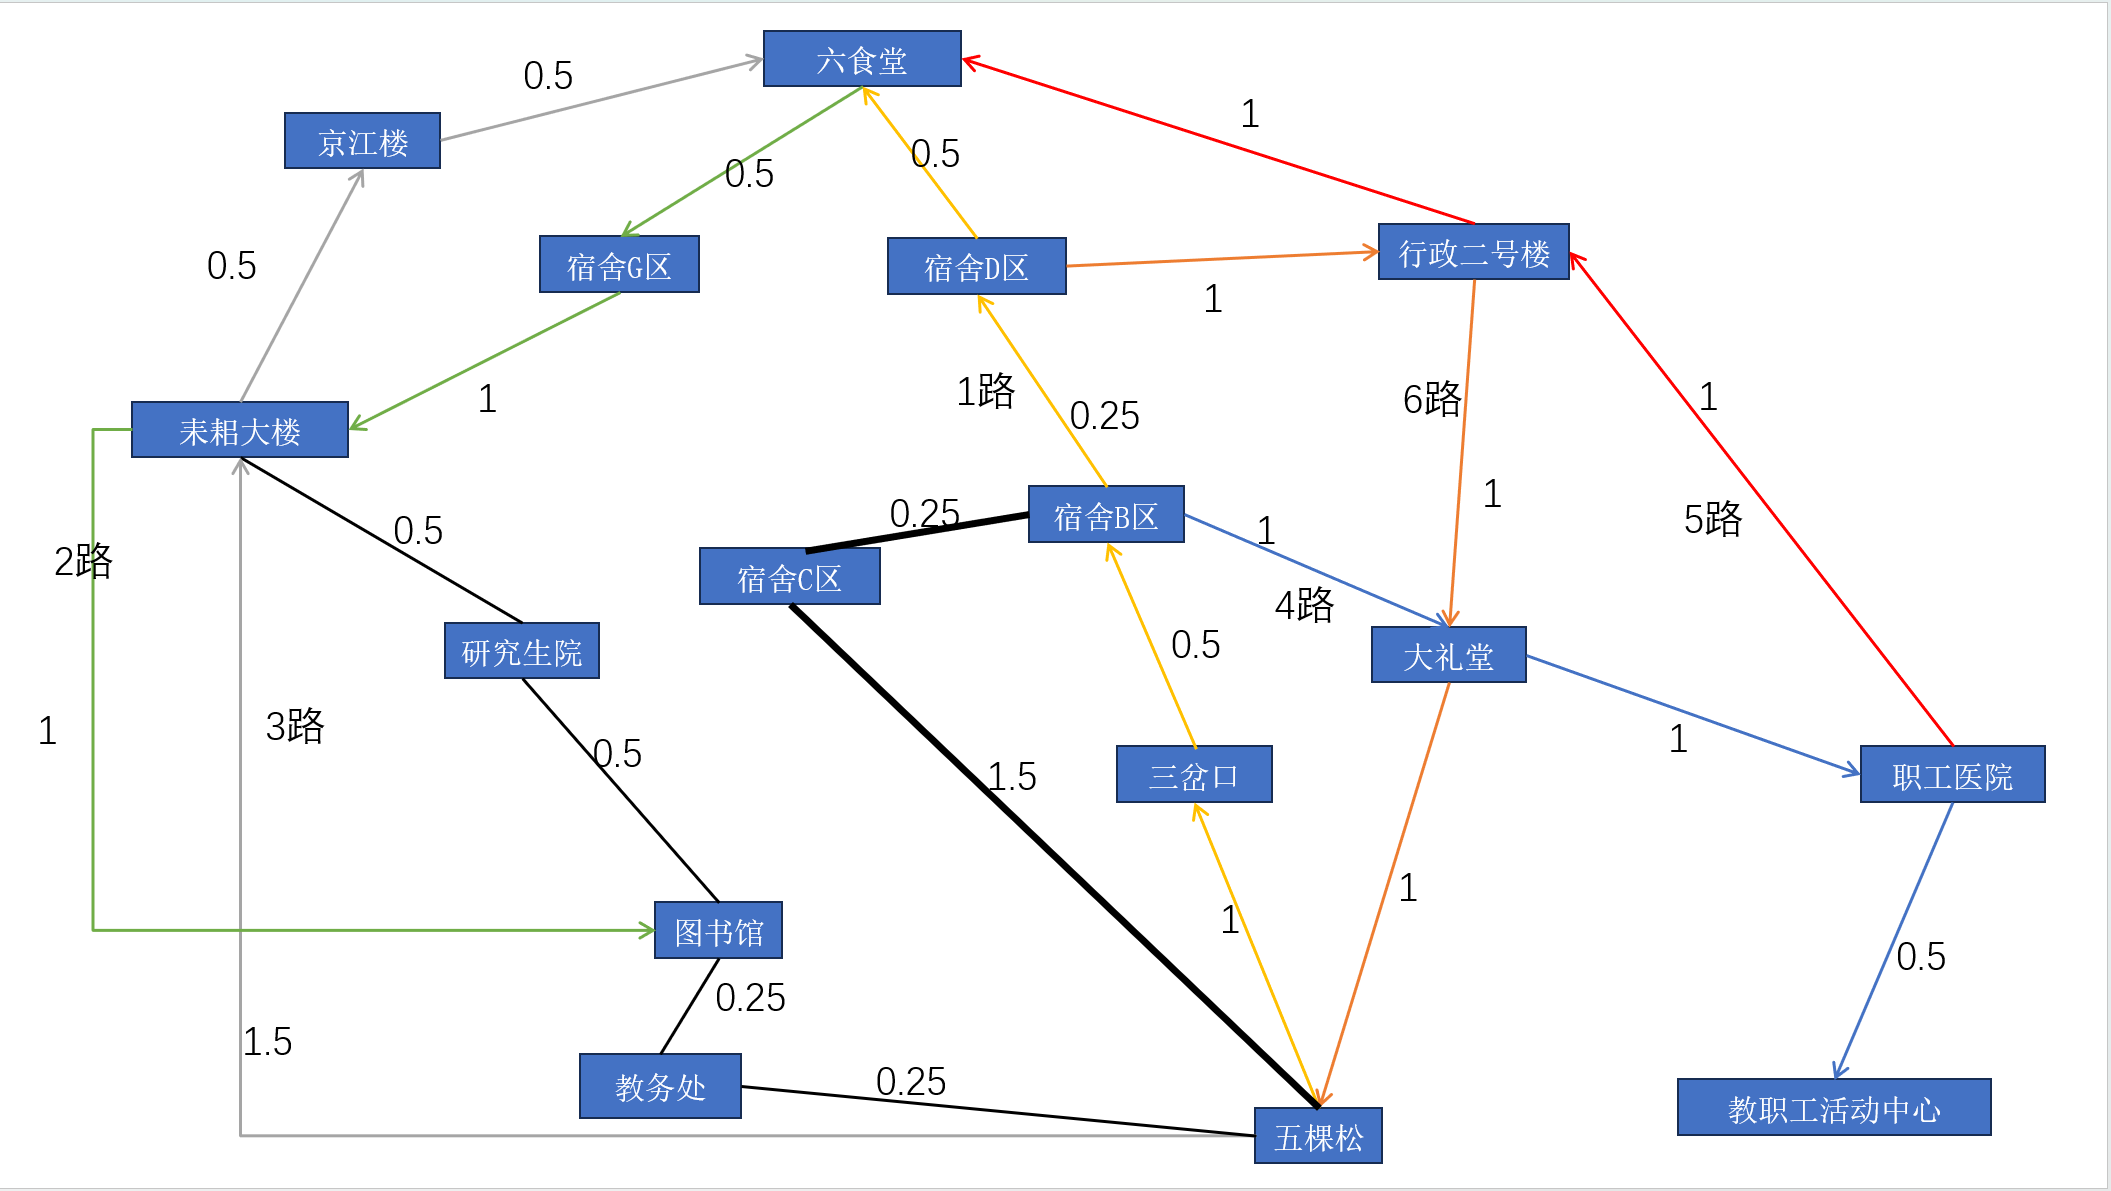 六食堂
0.5
京江楼
1
0.5
0.5
宿舍G区
宿舍D区
行政二号楼
0.5
1
1
1路
0.25
6路
1
耒耜大楼
1
5路
0.25
宿舍B区
1
0.5
2路
宿舍C区
4路
研究生院
0.5
大礼堂
3路
1
0.5
1.5
三岔口
1
职工医院
1
1
图书馆
0.25
0.5
1.5
教务处
0.25
五棵松
教职工活动中心